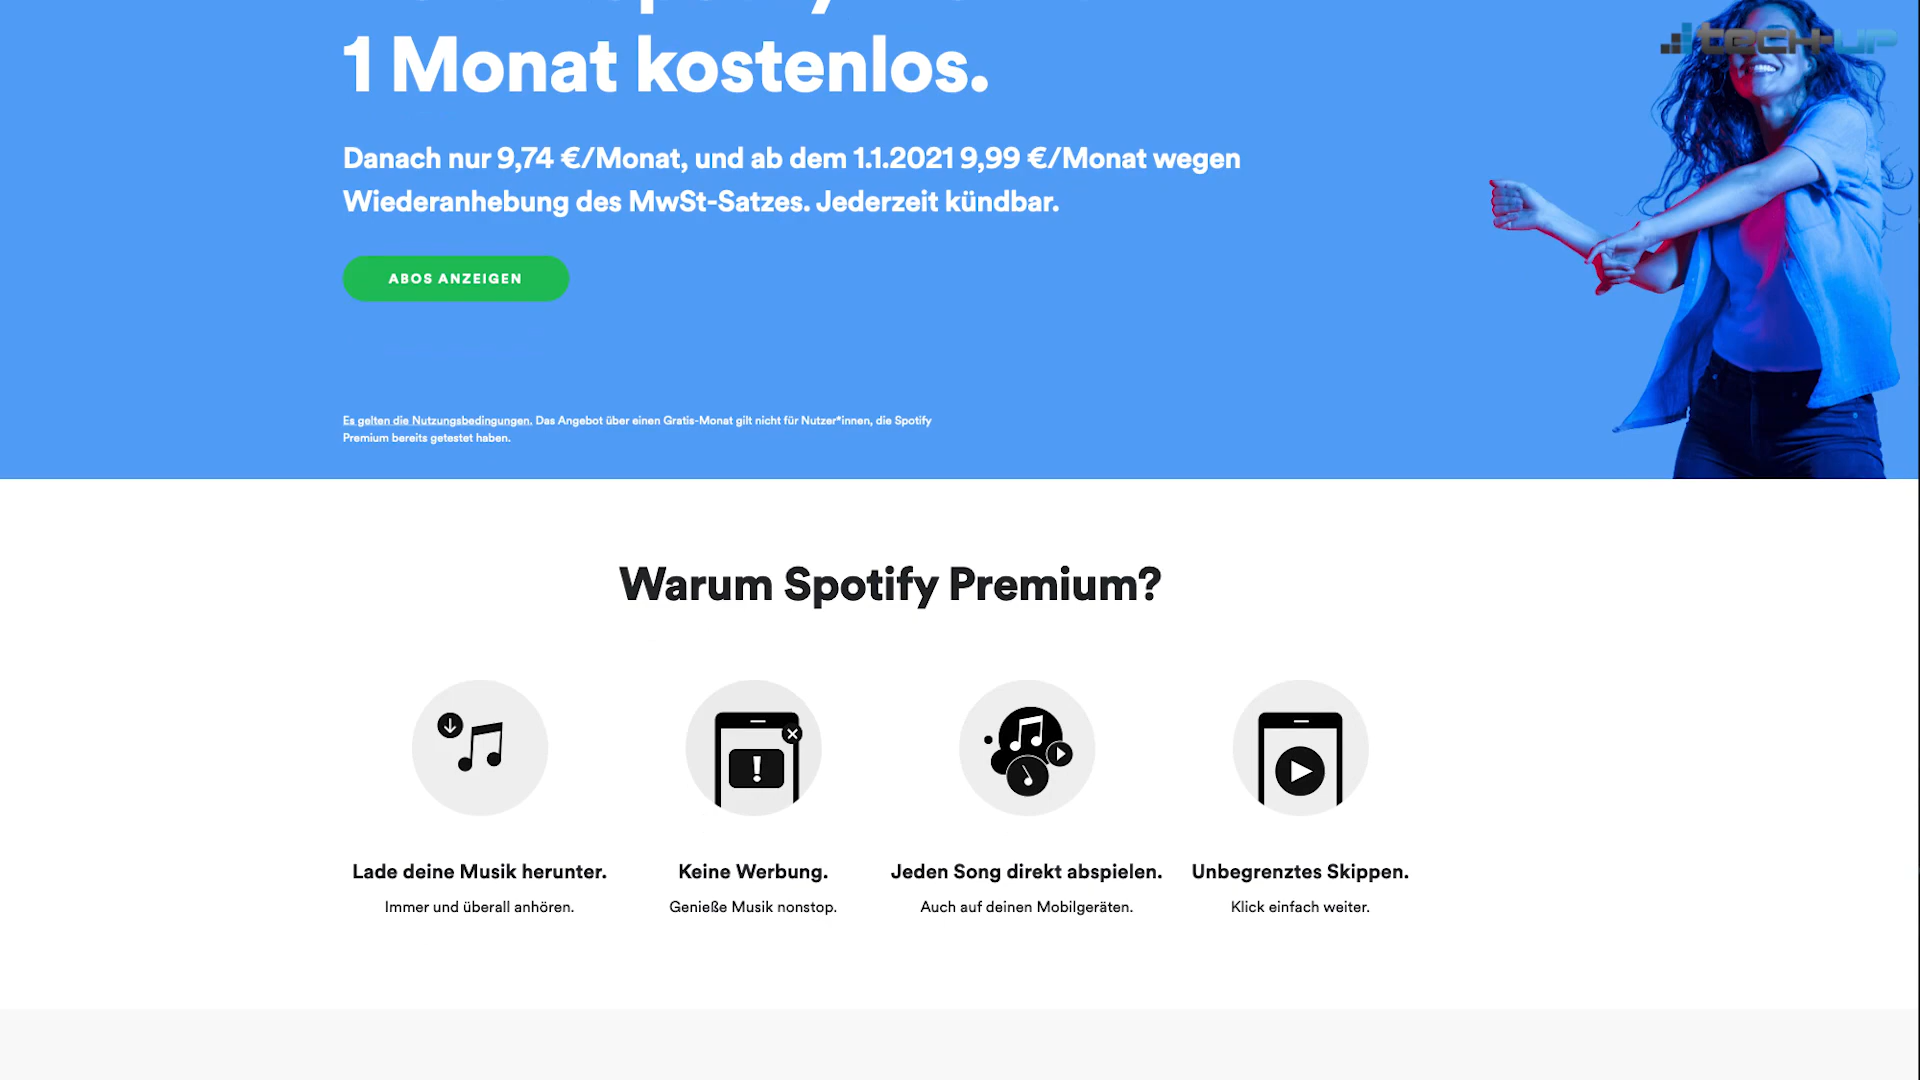 1 Monat kostenlos.
Danach nur 9,74 €/Monat, und ab dem 1.1.2021 9,99 €/Monat wegen
Wiederanhebung des MwSt-Satzes. Jederzeit kündbar.
ABOS ANZEIGEN
Es gelten die Nutzungsbedingungen. Das Angebot über einen Gratis-Monat gilt nicht für Nutzer*innen, die Spotify
Premium bereits getestet haben.
tech-up
Warum Spotify Premium?
Lade deine Musik herunter.
Immer und überall anhören.
Keine Werbung.
Genieße Musik nonstop.
Jeden Song direkt abspielen.
Auch auf deinen Mobilgeräten.
Unbegrenztes Skippen.
Klick einfach weiter.